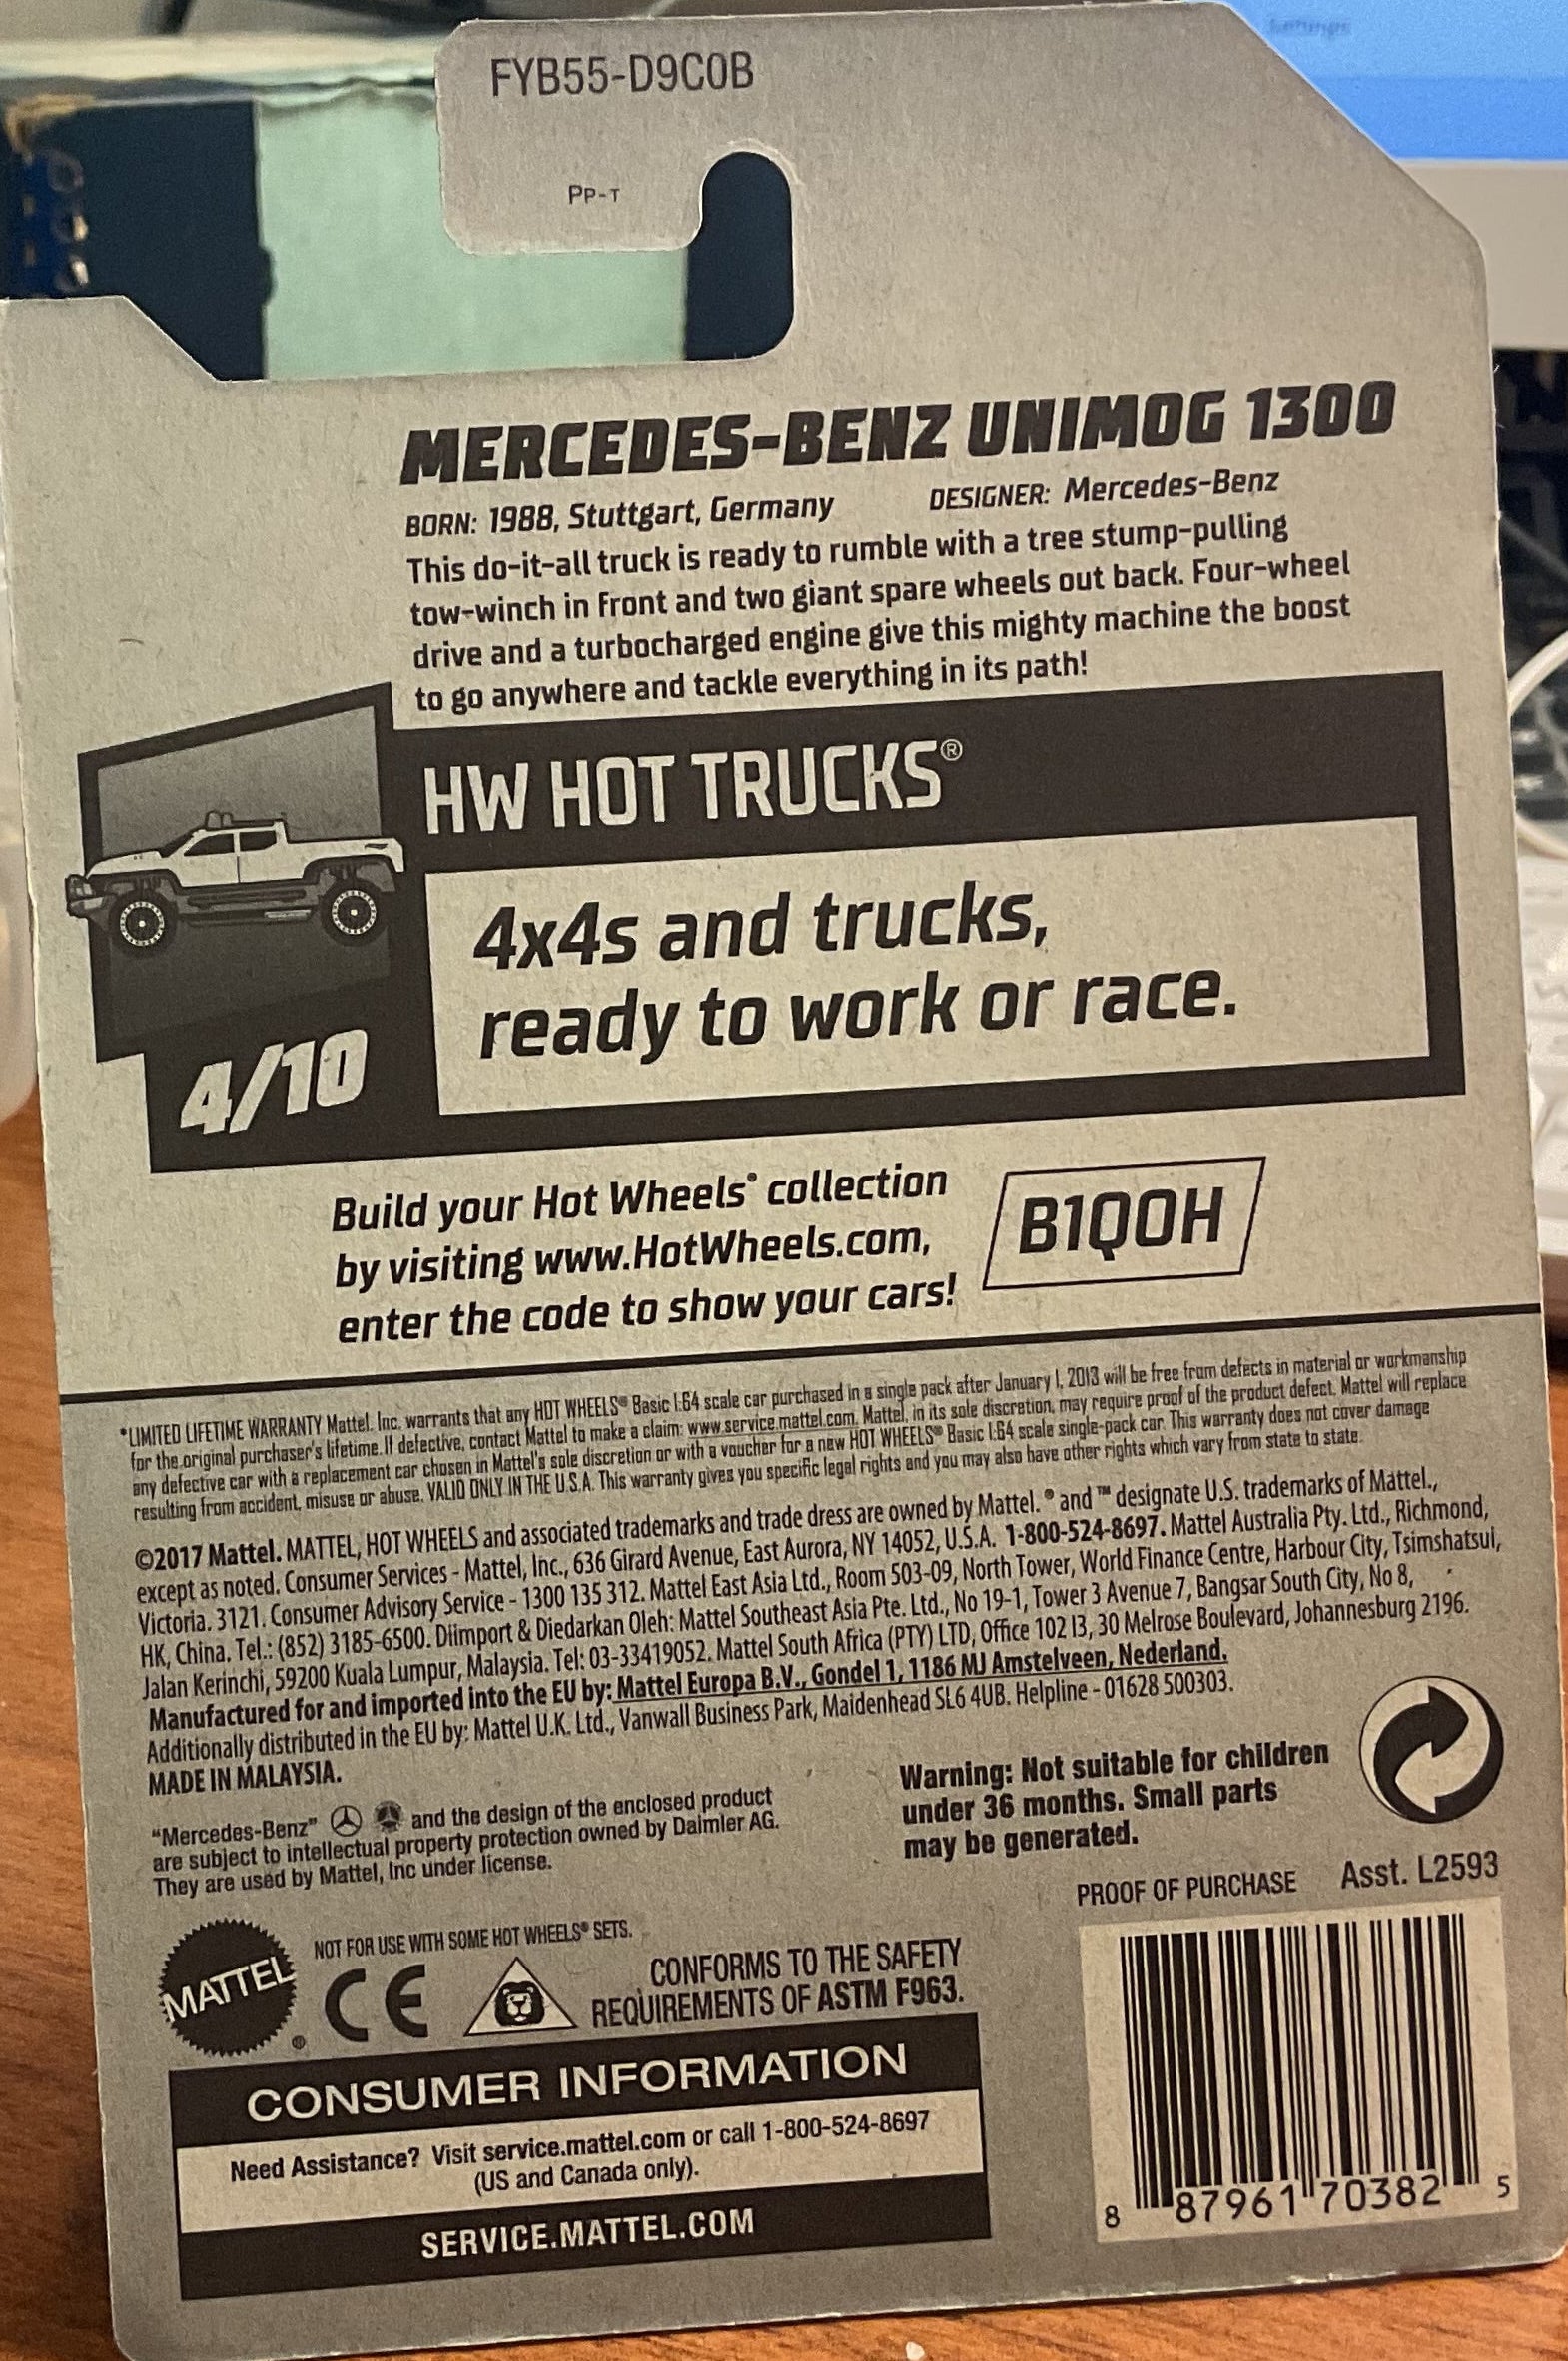 FYB55-D9C0B
PP-T
MERCEDES-BENZ UNIMOG 1300
BORN: 1988, Stuttgart, Germany DESIGNER: Mercedes-Benz
This do-it-all truck is ready to rumble with a tree stump-pulling
tow-winch in front and two giant spare wheels out back. Four-wheel
drive and a turbocharged engine give this mighty machine the boost
to go anywhere and tackle everything in its path!
HW HOT TRUCKS®
4x4s and trucks,
ready to work or race.
4/10
Build your Hot Wheels® collection
by visiting www.HotWheels.com,
enter the code to show your cars!
B1QOH
*LIMITED LIFETIME WARRANTY Mattel, Inc. warrants that any HOT WHEELS® Basic 1:64 scale car purchased in a single pack after January 1, 2013 will be free from defects in material or workmanship
for the original purchaser's lifetime. If defective, contact Mattel to make a claim: www.service.mattel.com. Mattel, in its sole discretion, may require proof of the product defect. Mattel will replace
any defective car with a replacement car chosen in Mattel's sole discretion or with a voucher for a new HOT WHEELS® Basic 1:64 scale single-pack car. This warranty does not cover damage
resulting from accident, misuse or abuse. VALID ONLY IN THE U.S.A. This warranty gives you specific legal rights and you may also have other rights which vary from state to state.
©2017 Mattel. MATTEL, HOT WHEELS and associated trademarks and trade dress are owned by Mattel. ® and ™ designate U.S. trademarks of Mattel.,
except as noted. Consumer Services - Mattel, Inc., 636 Girard Avenue, East Aurora, NY 14052, U.S.A. 1-800-524-8697. Mattel Australia Pty. Ltd., Richmond,
Victoria. 3121. Consumer Advisory Service - 1300 135 312. Mattel East Asia Ltd., Room 503-09, North Tower, World Finance Centre, Harbour City, Tsimshatsui,
HK, China. Tel.: (852) 3185-6500. Diimport & Diedarkan Oleh: Mattel Southeast Asia Pte. Ltd., No 19-1, Tower 3 Avenue 7, Bangsar South City, No 8,
Jalan Kerinchi, 59200 Kuala Lumpur, Malaysia. Tel: 03-33419052. Mattel South Africa (PTY) LTD, Office 102 I3, 30 Melrose Boulevard, Johannesburg 2196.
Manufactured for and imported into the EU by: Mattel Europa B.V., Gondel 1, 1186 MJ Amstelveen, Nederland.
Additionally distributed in the EU by: Mattel U.K. Ltd., Vanwall Business Park, Maidenhead SL6 4UB. Helpline - 01628 500303.
MADE IN MALAYSIA.
"Mercedes-Benz" and the design of the enclosed product
are subject to intellectual property protection owned by Daimler AG.
They are used by Mattel, Inc under license.
Warning: Not suitable for children
under 36 months. Small parts
may be generated.
PROOF OF PURCHASE Asst. L2593
MATTEL®
NOT FOR USE WITH SOME HOT WHEELS® SETS.
CE
CONFORMS TO THE SAFETY
REQUIREMENTS OF ASTM F963.
CONSUMER INFORMATION
Need Assistance? Visit service.mattel.com or call 1-800-524-8697
(US and Canada only).
SERVICE.MATTEL.COM
8 87961 70382 5